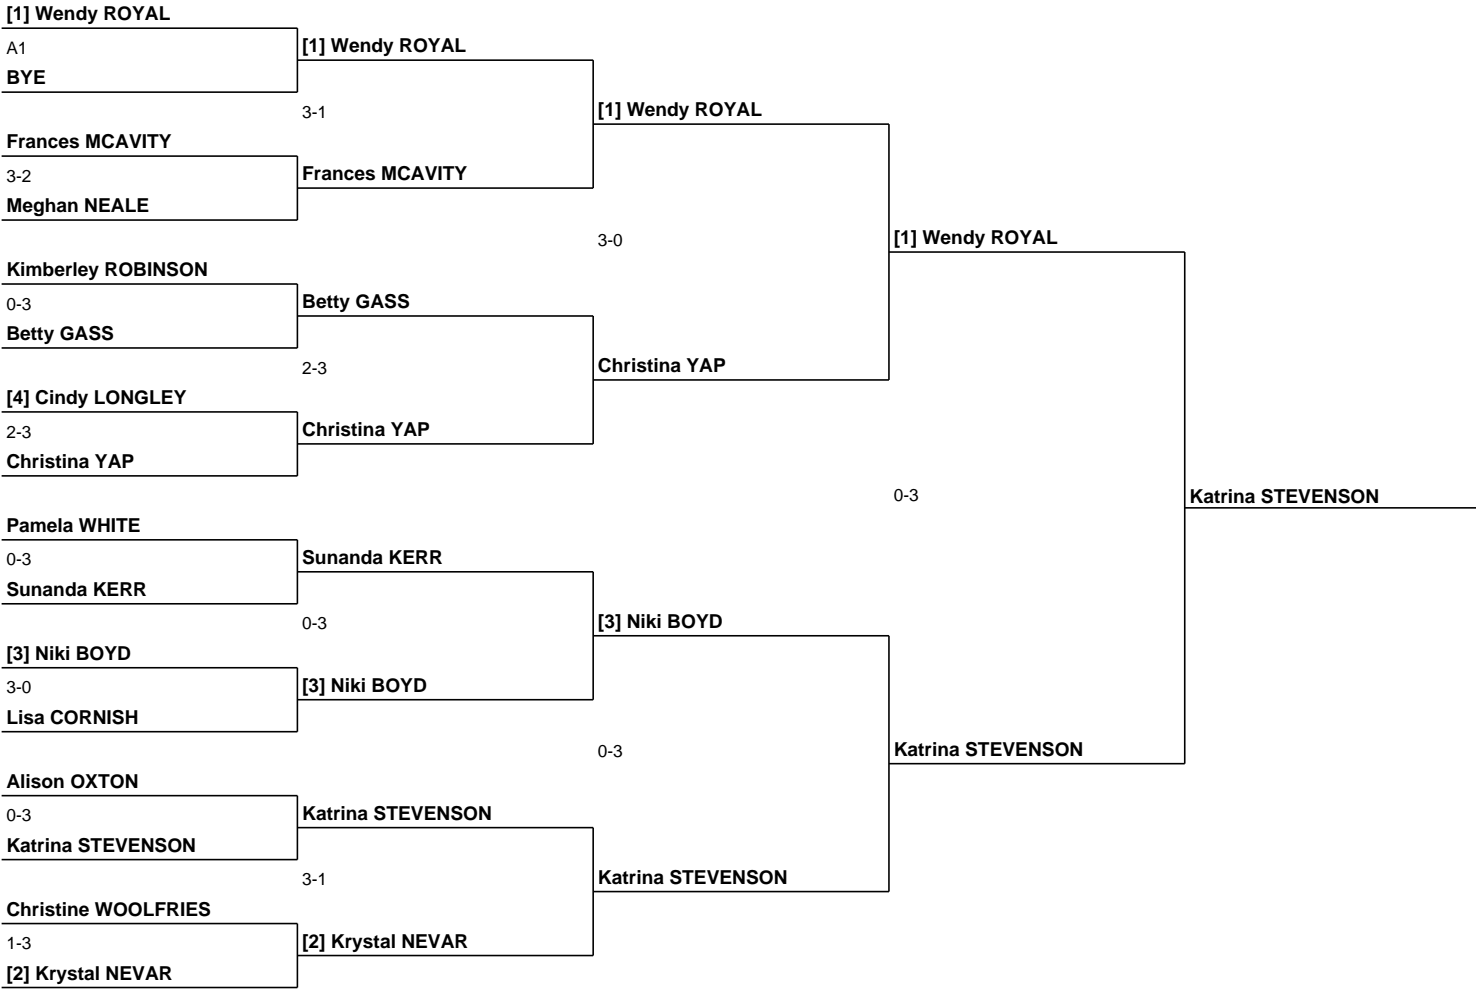 [1] Wendy ROYAL
A1
BYE
[1] Wendy ROYAL
3-1
[1] Wendy ROYAL
Frances MCAVITY
3-2
Meghan NEALE
Frances MCAVITY
3-0
[1] Wendy ROYAL
Kimberley ROBINSON
0-3
Betty GASS
Betty GASS
2-3
Christina YAP
[4] Cindy LONGLEY
2-3
Christina YAP
Christina YAP
0-3
Katrina STEVENSON
Pamela WHITE
0-3
Sunanda KERR
Sunanda KERR
0-3
[3] Niki BOYD
[3] Niki BOYD
3-0
Lisa CORNISH
[3] Niki BOYD
0-3
Katrina STEVENSON
Alison OXTON
0-3
Katrina STEVENSON
Katrina STEVENSON
3-1
Katrina STEVENSON
Christine WOOLFRIES
1-3
[2] Krystal NEVAR
[2] Krystal NEVAR